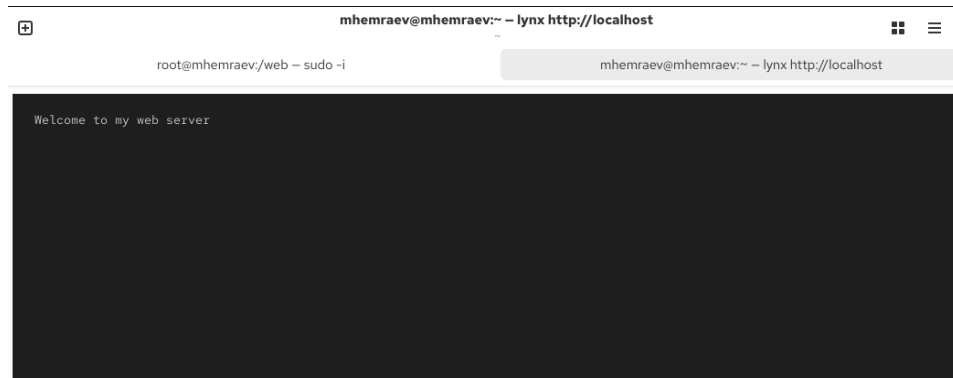 mhemraev@mhemraev:~ — lynx http://localhost
~
root@mhemraev:/web — sudo -i
mhemraev@mhemraev:~ — lynx http://localhost
Welcome to my web server